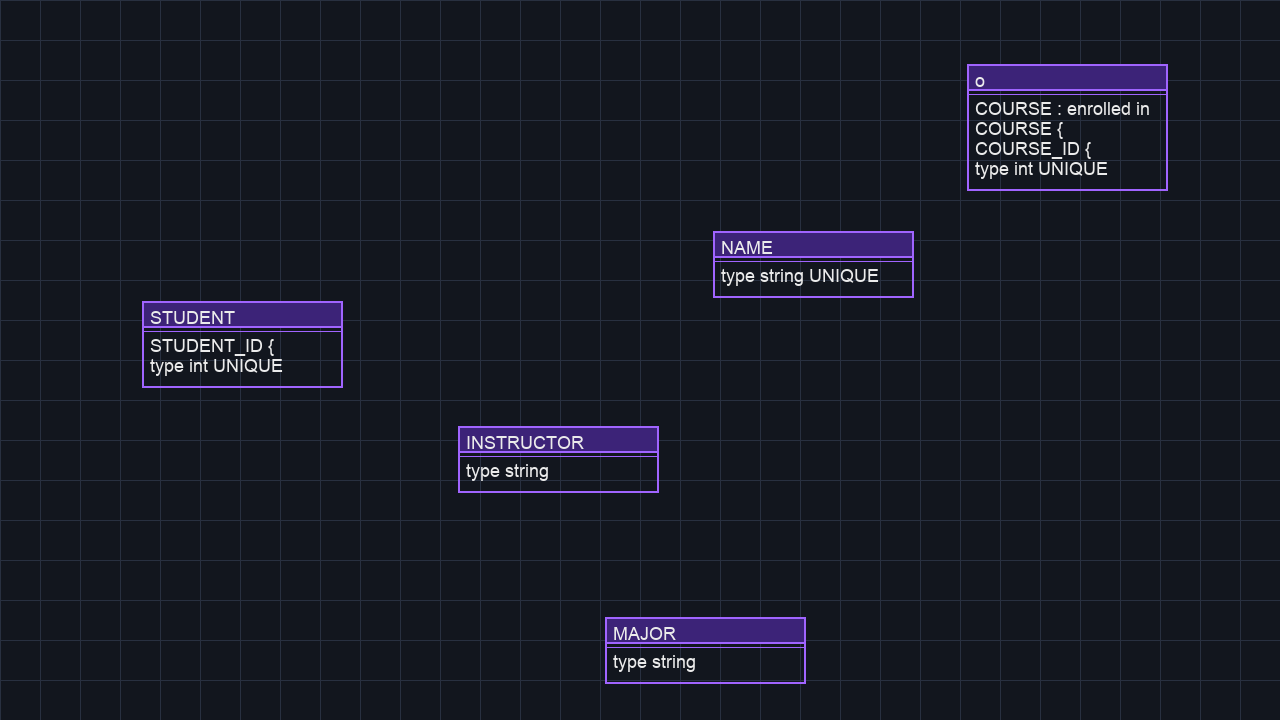 o
COURSE : enrolled in
COURSE {
COURSE_ID {
type int UNIQUE
NAME
type string UNIQUE
STUDENT
STUDENT_ID {
type int UNIQUE
INSTRUCTOR
type string
MAJOR
type string